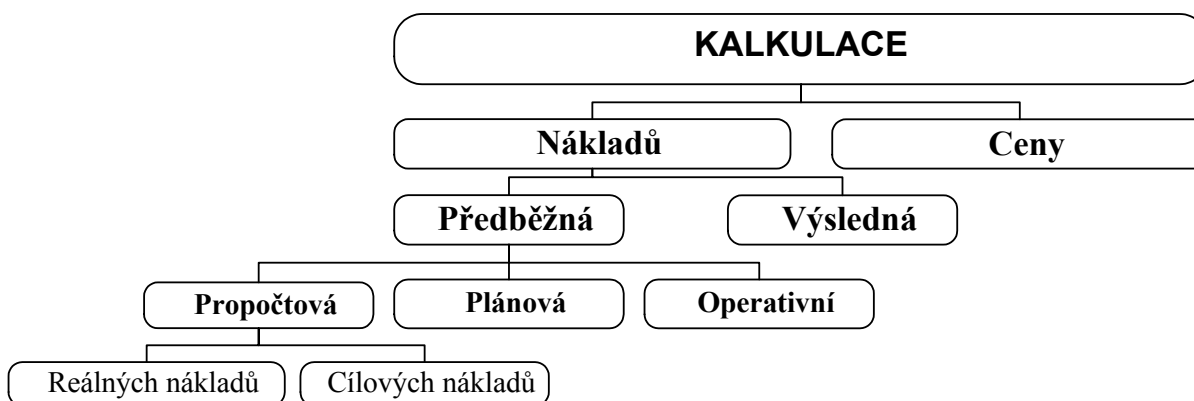 KALKULACE
Nákladů
Ceny
Předběžná
Výsledná
Propočtová
Plánová
Operativní
Reálných nákladů
Cílových nákladů